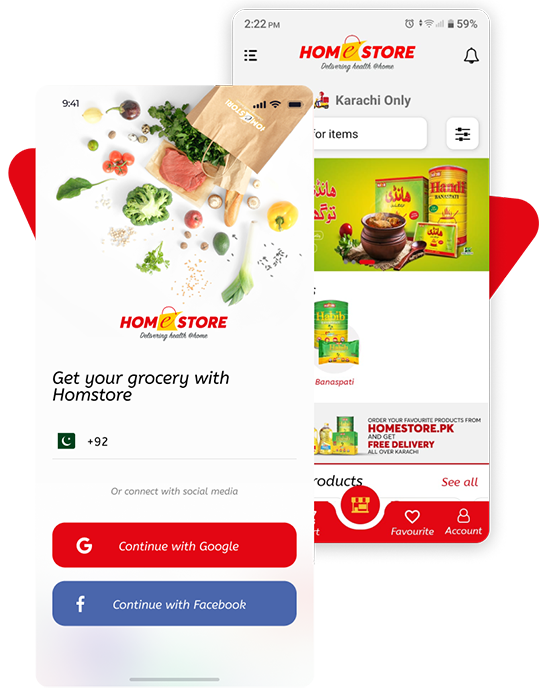 2:22 PM
59%
HOMeSTORE
Delivering health @home
Karachi Only
for items
ہانڈی
Handi
BANASPATI
Habib
Banaspati
ORDER YOUR FAVOURITE PRODUCTS FROM
HOMESTORE.PK
AND GET
FREE DELIVERY
ALL OVER KARACHI
roducts
See all
rt
Favourite
Account
9:41
HOMeSTORE
HOMeSTORE
Delivering health @home
Get your grocery with
Homstore
+92
Or connect with social media
G
Continue with Google
f
Continue with Facebook